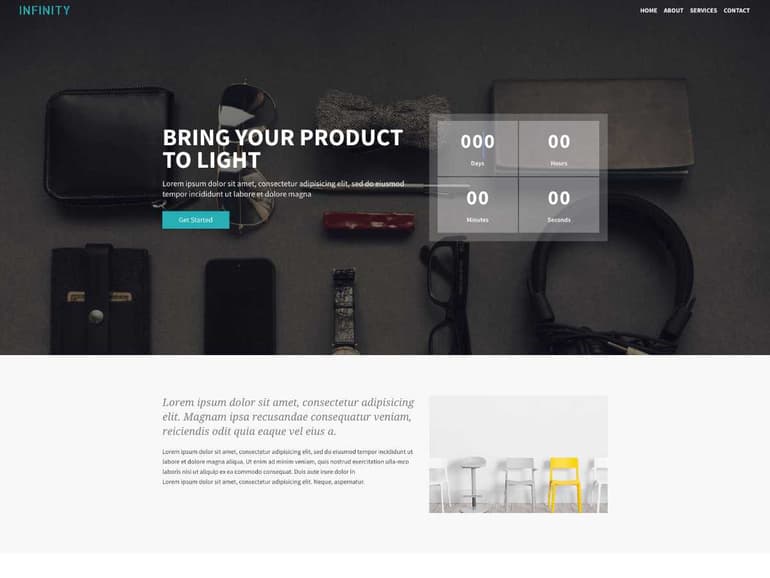 INFINITY
HOME ABOUT SERVICES CONTACT
BRING YOUR PRODUCT
TO LIGHT
Lorem ipsum dolor sit amet, consectetur adipisicing elit, sed do eiusmod
tempor incididunt ut labore et dolore magna
Get Started
000
Days
00
Hours
00
Minutes
00
Seconds
Lorem ipsum dolor sit amet, consectetur adipisicing
elit. Magnam ipsa recusandae consequatur veniam,
reiciendis odit quia eaque vel eius a.
Lorem ipsum dolor sit amet, consectetur adipiscing elit, sed do eiusmod tempor incididunt ut
labore et dolore magna aliqua. Ut enim ad minim veniam, quis nostrud exercitation ulla-mco
laboris nisi ut aliquip ex ea commodo consequat. Duis aute irure dolor in
Lorem ipsum dolor sit amet, consectetur adipisicing elit. Neque, aspernatur.